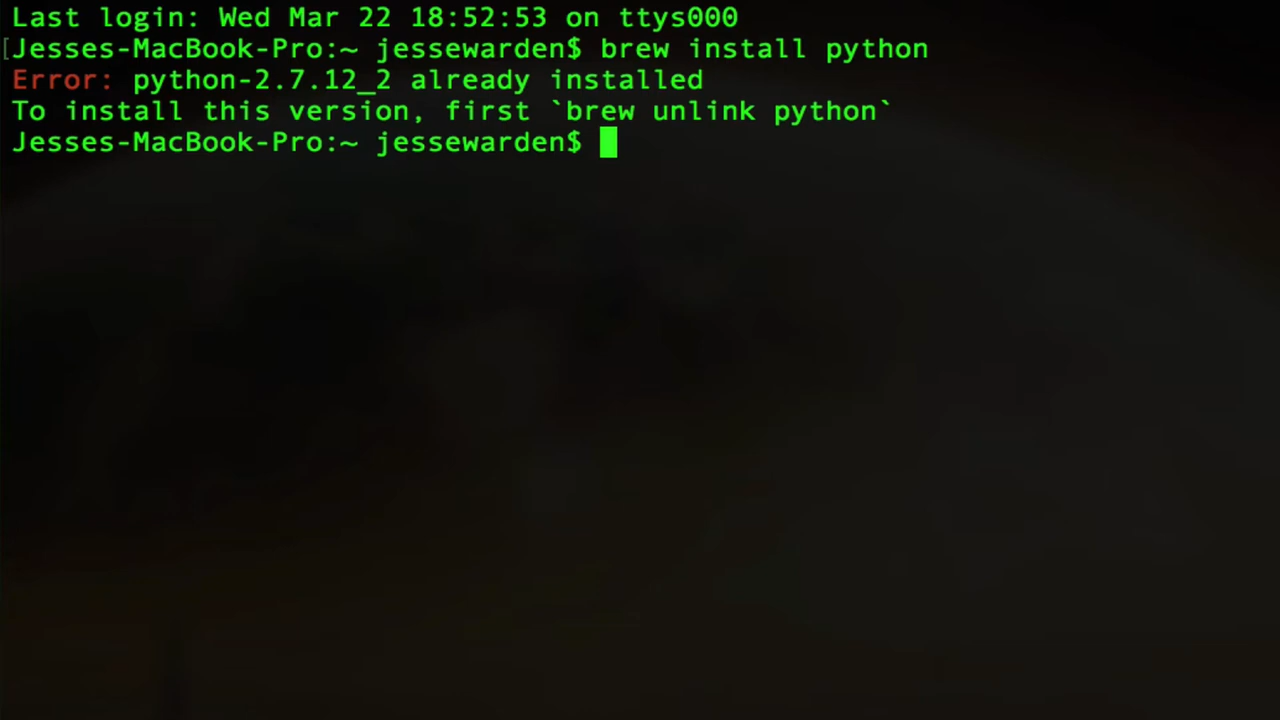 Last login: Wed Mar 22 18:52:53 on ttys000
[Jesses-MacBook-Pro:~ jessewarden$ brew install python
Error: python-2.7.12_2 already installed
To install this version, first `brew unlink python`
Jesses-MacBook-Pro:~ jessewarden$